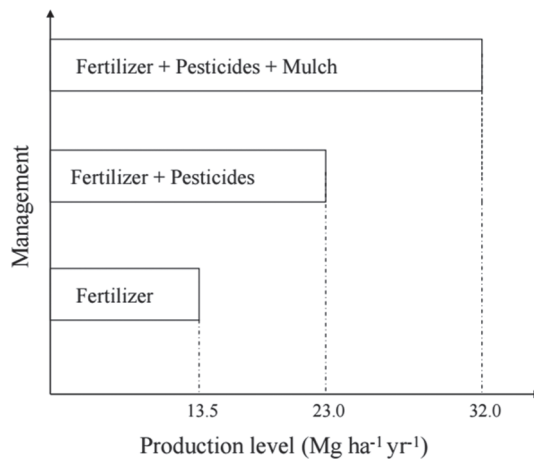 Fertilizer + Pesticides + Mulch
Fertilizer + Pesticides
Fertilizer
Management
13.5 23.0 32.0
Production level (Mg ha⁻¹ yr⁻¹)